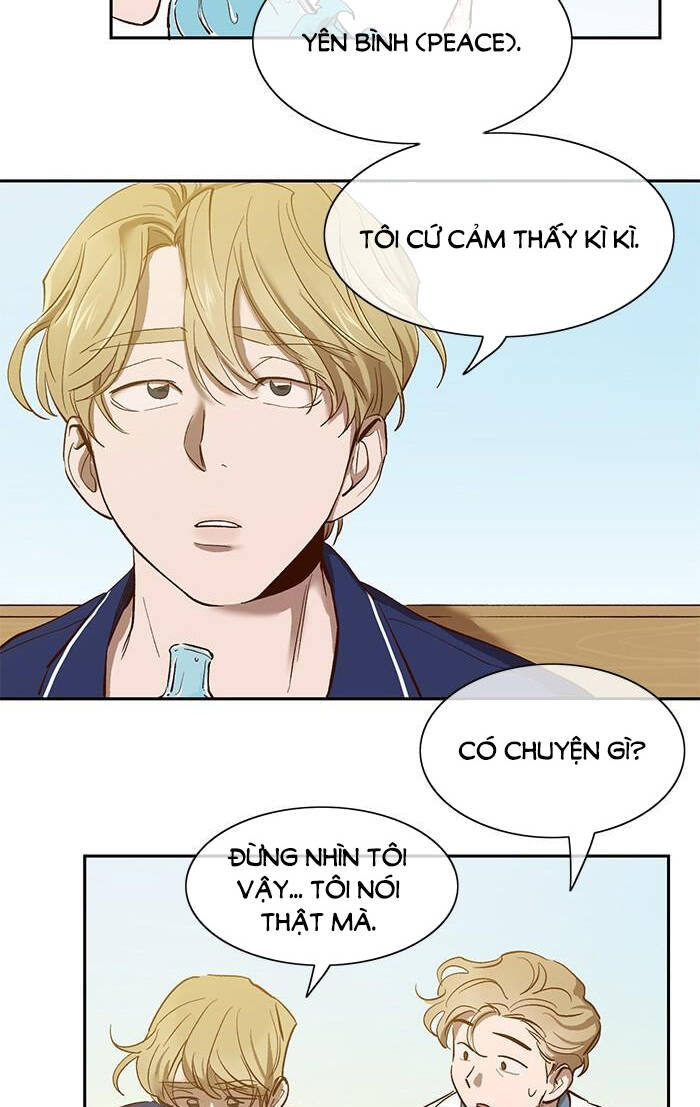 YÊN BÌNH (PEACE).
TÔI CỨ CẢM THẤY KÌ KÌ.
CÓ CHUYỆN GÌ?
ĐỪNG NHÌN TÔI
VẬY... TÔI NÓI
THẬT MÀ.